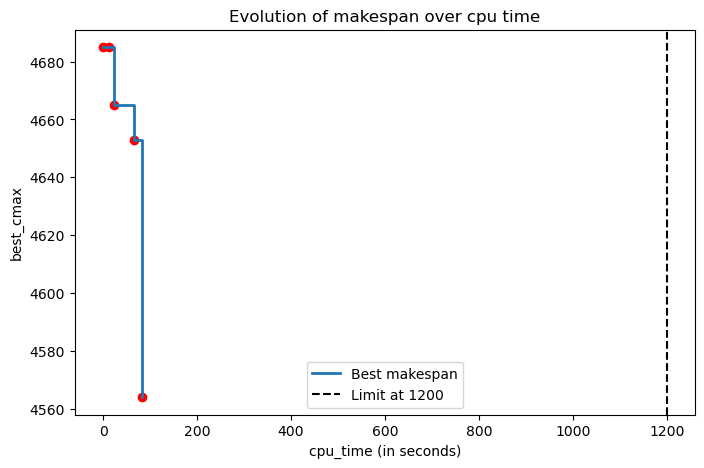 Evolution of makespan over cpu time
best_cmax
4680
4660
4640
4620
4600
4580
4560
Best makespan
Limit at 1200
0
200
400
600
800
1000
1200
cpu_time (in seconds)